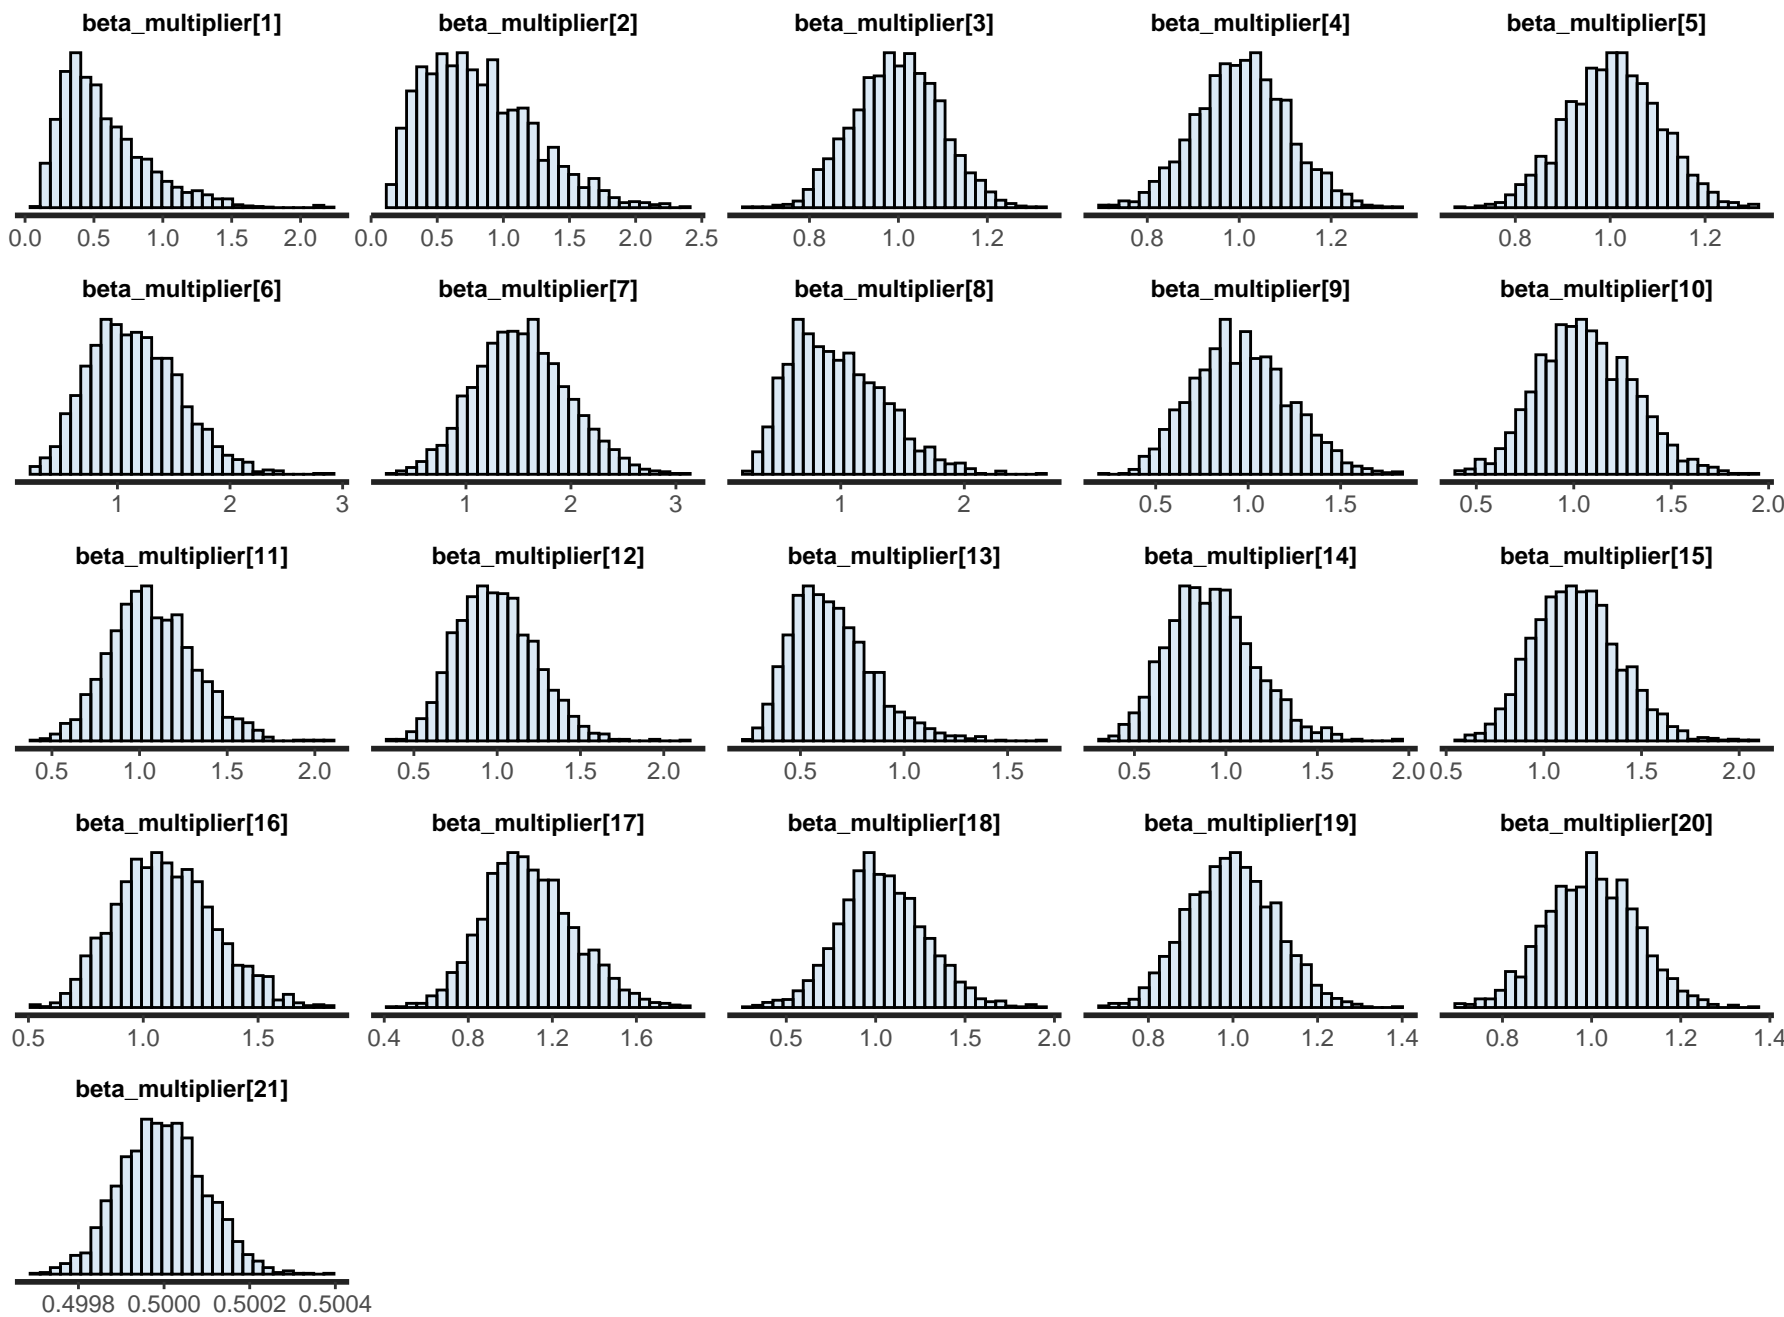 beta_multiplier[1] beta_multiplier[2] beta_multiplier[3] beta_multiplier[4] beta_multiplier[5]
0.0 0.5 1.0 1.5 2.0 0.0 0.5 1.0 1.5 2.0 2.5 0.8 1.0 1.2 0.8 1.0 1.2 0.8 1.0 1.2
beta_multiplier[6] beta_multiplier[7] beta_multiplier[8] beta_multiplier[9] beta_multiplier[10]
1 2 3 1 2 3 1 2 0.5 1.0 1.5 0.5 1.0 1.5 2.0
beta_multiplier[11] beta_multiplier[12] beta_multiplier[13] beta_multiplier[14] beta_multiplier[15]
0.5 1.0 1.5 2.0 0.5 1.0 1.5 2.0 0.5 1.0 1.5 0.5 1.0 1.5 2.0 0.5 1.0 1.5 2.0
beta_multiplier[16] beta_multiplier[17] beta_multiplier[18] beta_multiplier[19] beta_multiplier[20]
0.5 1.0 1.5 0.4 0.8 1.2 1.6 0.5 1.0 1.5 2.0 0.8 1.0 1.2 1.4 0.8 1.0 1.2 1.4
beta_multiplier[21]
0.4998 0.5000 0.5002 0.5004